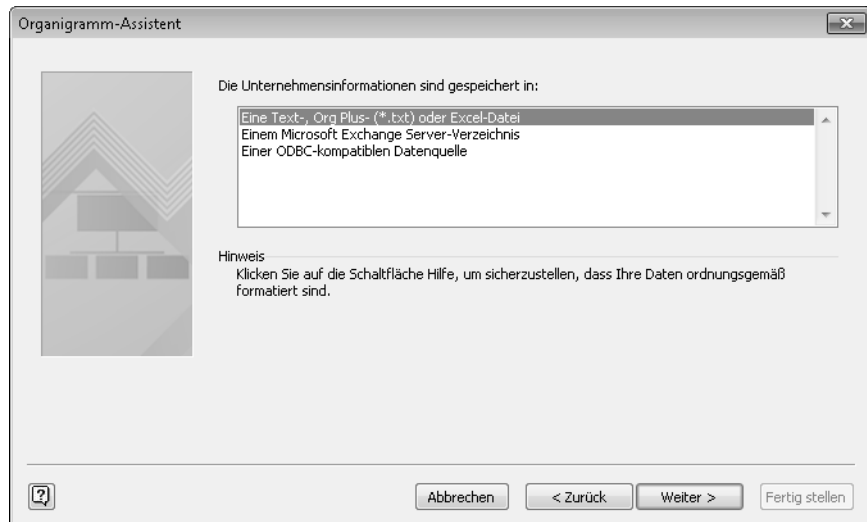 Organigramm-Assistent
Die Unternehmensinformationen sind gespeichert in:
Eine Text-, Org Plus- (*.txt) oder Excel-Datei
Einem Microsoft Exchange Server-Verzeichnis
Einer ODBC-kompatiblen Datenquelle
Hinweis
Klicken Sie auf die Schaltfläche Hilfe, um sicherzustellen, dass Ihre Daten ordnungsgemäß
formatiert sind.
Abbrechen < Zurück Weiter > Fertig stellen